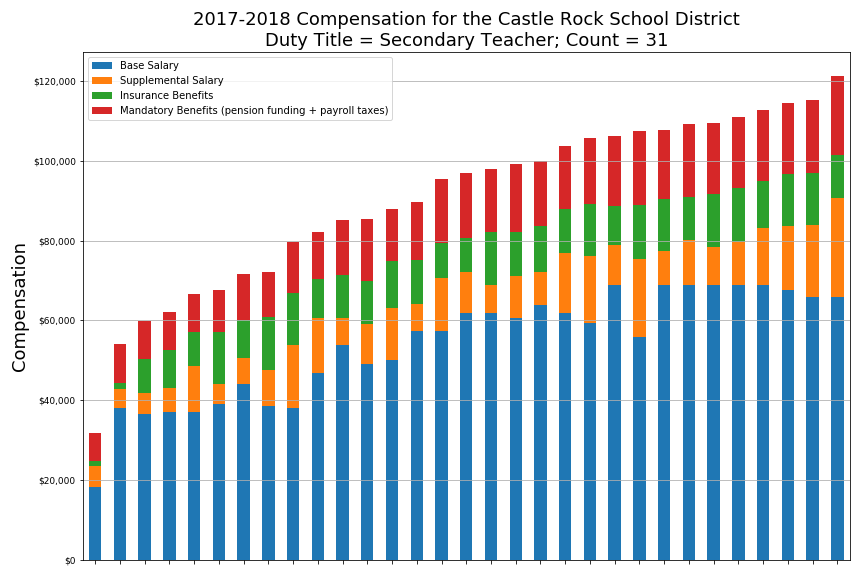 2017-2018 Compensation for the Castle Rock School District
Duty Title = Secondary Teacher; Count = 31
Base Salary
Supplemental Salary
Insurance Benefits
Mandatory Benefits (pension funding + payroll taxes)
$120,000
$100,000
$80,000
$60,000
$40,000
$20,000
$0
Compensation